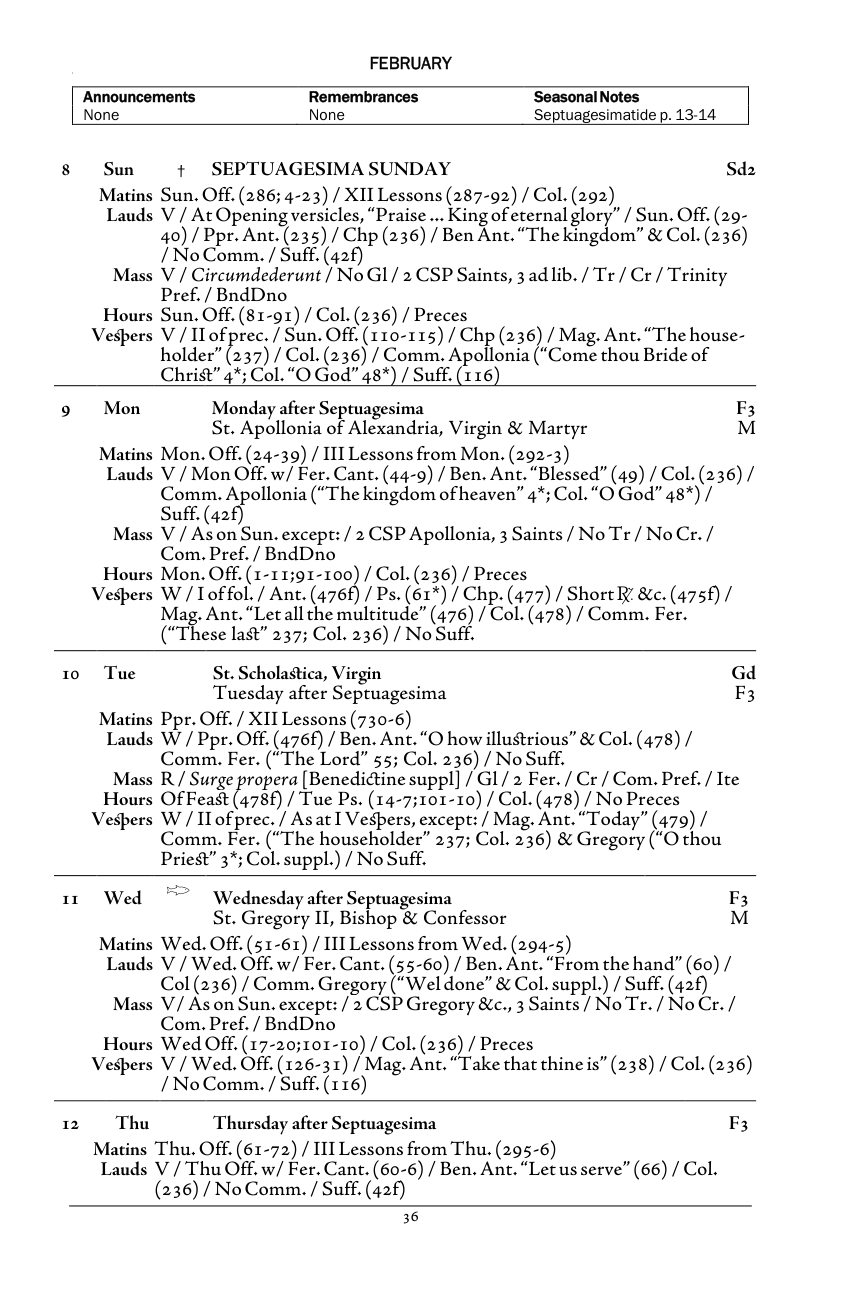 FEBRUARY
Announcements Remembrances Seasonal Notes
None None Septuagesimatide p. 13-14
8 Sun † SEPTUAGESIMA SUNDAY Sd2
Matins Sun. Off. (286; 4-23) / XII Lessons (287-92) / Col. (292)
Lauds V / At Opening versicles, “Praise ... King of eternal glory” / Sun. Off. (29-
40) / Ppr. Ant. (235) / Chp (236) / Ben Ant. “The kingdom” & Col. (236)
/ No Comm. / Suff. (42f)
Mass V / Circumdederunt / No Gl / 2 CSP Saints, 3 ad lib. / Tr / Cr / Trinity
Pref. / BndDno
Hours Sun. Off. (81-91) / Col. (236) / Preces
Vespers V / II of prec. / Sun. Off. (110-115) / Chp (236) / Mag. Ant. “The house-
holder” (237) / Col. (236) / Comm. Apollonia (“Come thou Bride of
Christ” 4*; Col. “O God” 48*) / Suff. (116)
9 Mon Monday after Septuagesima F3
St. Apollonia of Alexandria, Virgin & Martyr M
Matins Mon. Off. (24-39) / III Lessons from Mon. (292-3)
Lauds V / Mon Off. w/ Fer. Cant. (44-9) / Ben. Ant. “Blessed” (49) / Col. (236) /
Comm. Apollonia (“The kingdom of heaven” 4*; Col. “O God” 48*) /
Suff. (42f)
Mass V / As on Sun. except: / 2 CSP Apollonia, 3 Saints / No Tr / No Cr. /
Com. Pref. / BndDno
Hours Mon. Off. (1-11;91-100) / Col. (236) / Preces
Vespers W / I of fol. / Ant. (476f) / Ps. (61*) / Chp. (477) / Short ℟. &c. (475f) /
Mag. Ant. “Let all the multitude” (476) / Col. (478) / Comm. Fer.
(“These last” 237; Col. 236) / No Suff.
10 Tue St. Scholastica, Virgin Gd
Tuesday after Septuagesima F3
Matins Ppr. Off. / XII Lessons (730-6)
Lauds W / Ppr. Off. (476f) / Ben. Ant. “O how illustrious” & Col. (478) /
Comm. Fer. (“The Lord” 55; Col. 236) / No Suff.
Mass R / Surge propera [Benedictine suppl] / Gl / 2 Fer. / Cr / Com. Pref. / Ite
Hours Of Feast (478f) / Tue Ps. (14-7;101-10) / Col. (478) / No Preces
Vespers W / II of prec. / As at I Vespers, except: / Mag. Ant. “Today” (479) /
Comm. Fer. (“The householder” 237; Col. 236) & Gregory (“O thou
Priest” 3*; Col. suppl.) / No Suff.
11 Wed Wednesday after Septuagesima F3
St. Gregory II, Bishop & Confessor M
Matins Wed. Off. (51-61) / III Lessons from Wed. (294-5)
Lauds V / Wed. Off. w/ Fer. Cant. (55-60) / Ben. Ant. “From the hand” (60) /
Col (236) / Comm. Gregory (“Wel done” & Col. suppl.) / Suff. (42f)
Mass V/ As on Sun. except: / 2 CSP Gregory &c., 3 Saints / No Tr. / No Cr. /
Com. Pref. / BndDno
Hours Wed Off. (17-20;101-10) / Col. (236) / Preces
Vespers V / Wed. Off. (126-31) / Mag. Ant. “Take that thine is” (238) / Col. (236)
/ No Comm. / Suff. (116)
12 Thu Thursday after Septuagesima F3
Matins Thu. Off. (61-72) / III Lessons from Thu. (295-6)
Lauds V / Thu Off. w/ Fer. Cant. (60-6) / Ben. Ant. “Let us serve” (66) / Col.
(236) / No Comm. / Suff. (42f)
36